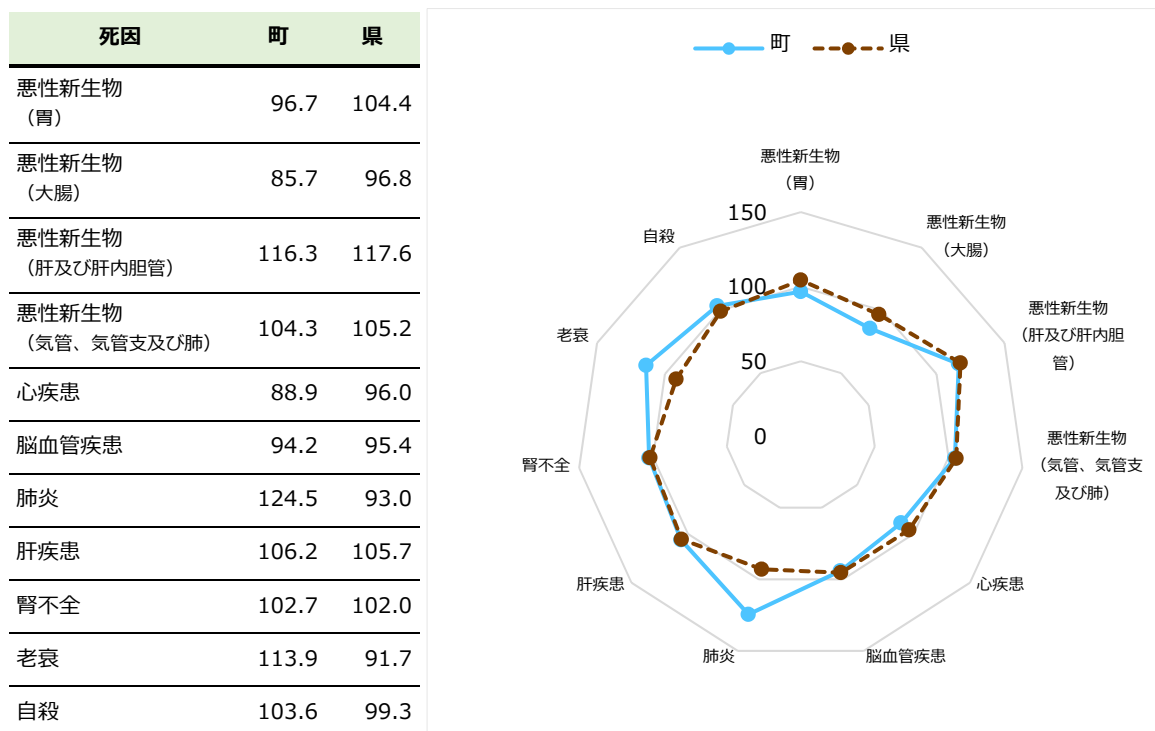 死因 町 県
悪性新生物
（胃） 96.7 104.4
悪性新生物
（大腸） 85.7 96.8
悪性新生物
（肝及び肝内胆管） 116.3 117.6
悪性新生物
（気管、気管支及び肺） 104.3 105.2
心疾患 88.9 96.0
脳血管疾患 94.2 95.4
肺炎 124.5 93.0
肝疾患 106.2 105.7
腎不全 102.7 102.0
老衰 113.9 91.7
自殺 103.6 99.3
町 県
悪性新生物
（胃）
悪性新生物
（大腸）
悪性新生物
（肝及び肝内胆
管）
悪性新生物
（気管、気管支
及び肺）
心疾患
脳血管疾患
肺炎
肝疾患
腎不全
老衰
自殺
150
100
50
0